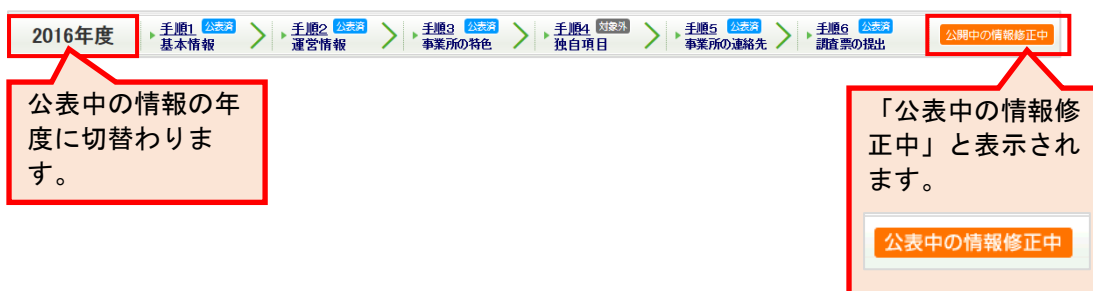 2016年度
手順1 公表済
基本情報
手順2 公表済
運営情報
手順3 公表済
事業所の特色
手順4 対象外
独自項目
手順5 公表済
事業所の連絡先
手順6 公表済
調査票の提出
公開中の情報修正中
公表中の情報の年
度に切替わりま
す。
「公表中の情報修
正中」と表示され
ます。
公表中の情報修正中